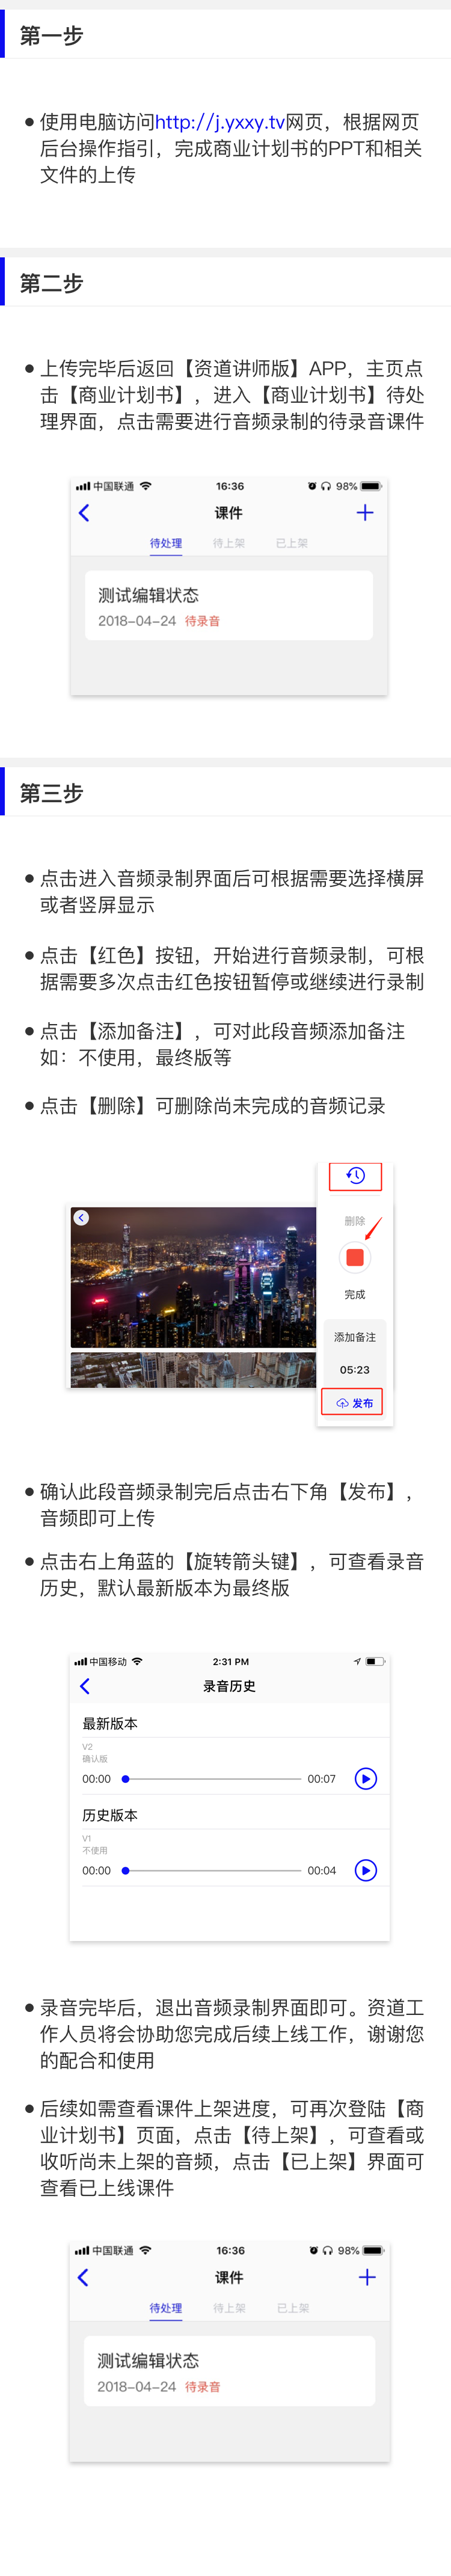 第一步
使用电脑访问http://j.yxxy.tv网页，根据网页
后台操作指引，完成商业计划书的PPT和相关
文件的上传
第二步
上传完毕后返回【资道讲师版】APP，主页点
击【商业计划书】，进入【商业计划书】待处
理界面，点击需要进行音频录制的待录音课件
中国联通 16:36 98%
课件
待处理 待上架 已上架
测试编辑状态
2018-04-24 待录音
第三步
点击进入音频录制界面后可根据需要选择横屏
或者竖屏显示
点击【红色】按钮，开始进行音频录制，可根
据需要多次点击红色按钮暂停或继续进行录制
点击【添加备注】，可对此段音频添加备注
如：不使用，最终版等
点击【删除】可删除尚未完成的音频记录
删除
完成
添加备注
05:23
发布
确认此段音频录制完后点击右下角【发布】，
音频即可上传
点击右上角蓝的【旋转箭头键】，可查看录音
历史，默认最新版本为最终版
中国移动 2:31 PM
录音历史
最新版本
V2
确认版
00:00 00:07
历史版本
V1
不使用
00:00 00:04
录音完毕后，退出音频录制界面即可。资道工
作人员将会协助您完成后续上线工作，谢谢您
的配合和使用
后续如需查看课件上架进度，可再次登陆【商
业计划书】页面，点击【待上架】，可查看或
收听尚未上架的音频，点击【已上架】界面可
查看已上线课件
中国联通 16:36 98%
课件
待处理 待上架 已上架
测试编辑状态
2018-04-24 待录音